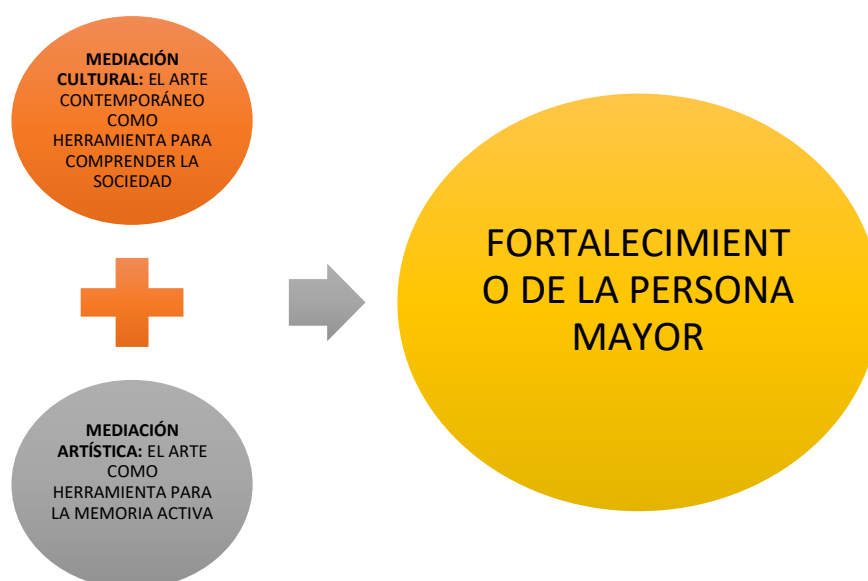 MEDIACIÓN
CULTURAL: EL ARTE
CONTEMPORÁNEO
COMO
HERRAMIENTA PARA
COMPRENDER LA
SOCIEDAD
MEDIACIÓN
ARTÍSTICA: EL ARTE
COMO
HERRAMIENTA PARA
LA MEMORIA ACTIVA
FORTALECIMIENT
O DE LA PERSONA
MAYOR